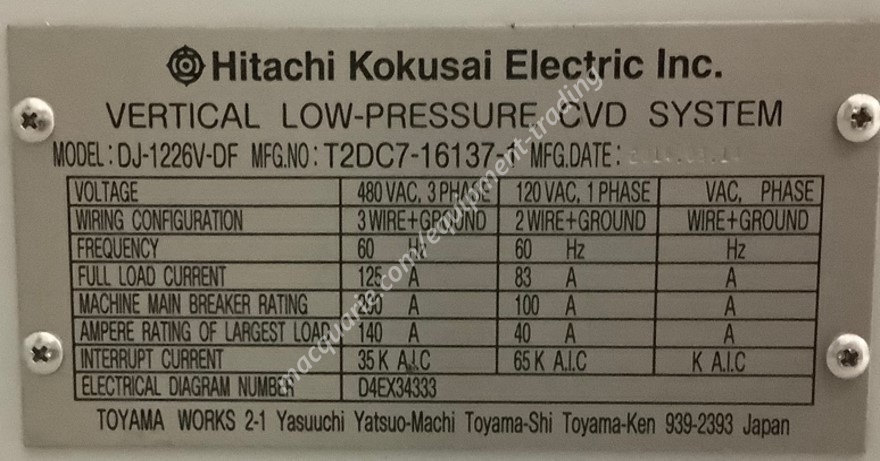 Hitachi Kokusai Electric Inc.
VERTICAL LOW-PRESSURE CVD SYSTEM
MODEL: DJ-1226V-DF MFG.NO: T2DC7-16137-1 MFG.DATE:
VOLTAGE 480 VAC, 3 PHASE 120 VAC, 1 PHASE VAC, PHASE
WIRING CONFIGURATION 3 WIRE+GROUND 2 WIRE+GROUND WIRE+GROUND
FREQUENCY 60 Hz 60 Hz Hz
FULL LOAD CURRENT 125 A 83 A A
MACHINE MAIN BREAKER RATING A 100 A A
AMPERE RATING OF LARGEST LOAD 140 A 40 A A
INTERRUPT CURRENT 35 K A.I.C 65 K A.I.C K A.I.C
ELECTRICAL DIAGRAM NUMBER D4EX34333
TOYAMA WORKS 2-1 Yasuuchi Yatsuo-Machi Toyama-Shi Toyama-Ken 939-2393 Japan
macquarie.com/equipment-trading